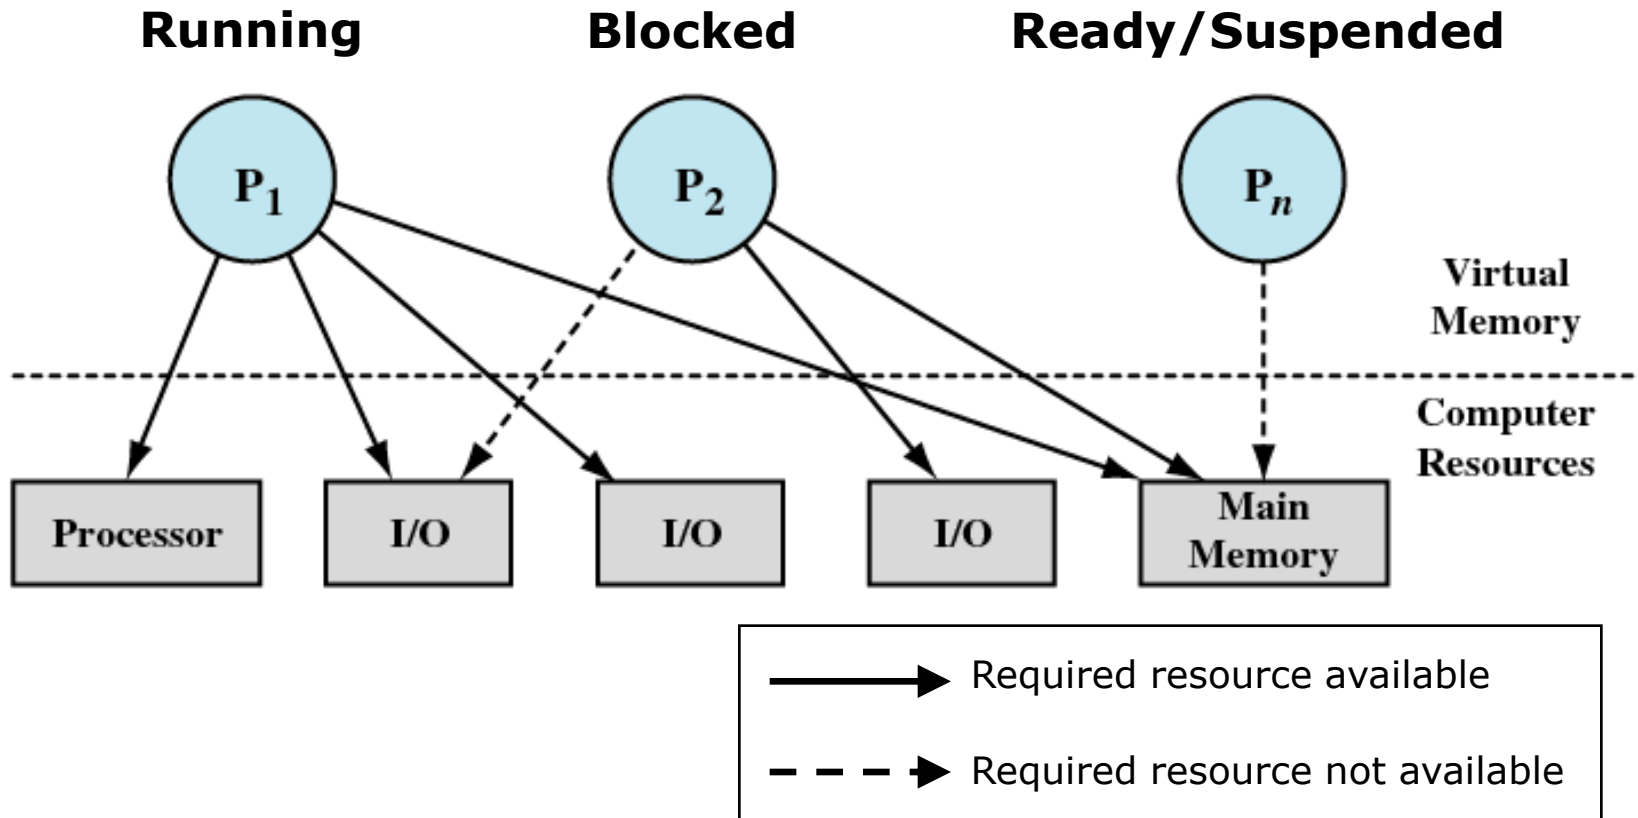 Running Blocked Ready/Suspended
P1 P2 Pn
Virtual
Memory
Computer
Resources
Processor I/O I/O I/O Main
Memory
Required resource available
Required resource not available